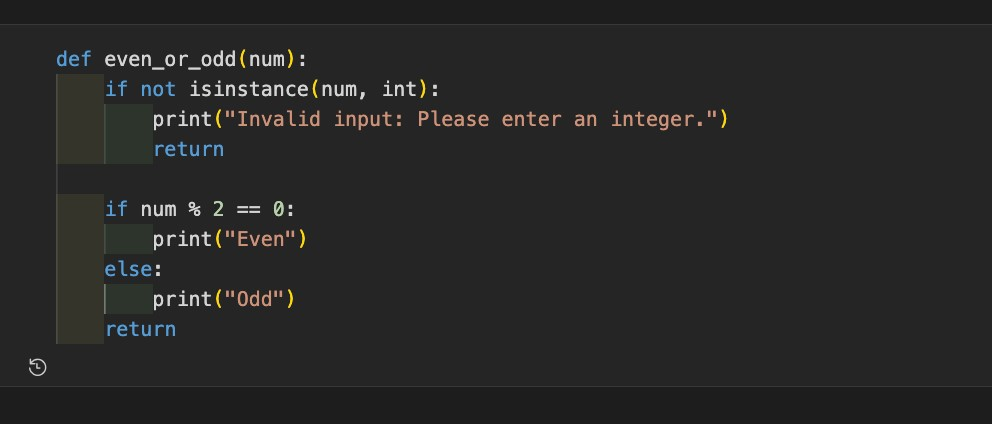 def even_or_odd(num):
    if not isinstance(num, int):
        print("Invalid input: Please enter an integer.")
        return

    if num % 2 == 0:
        print("Even")
    else:
        print("Odd")
    return